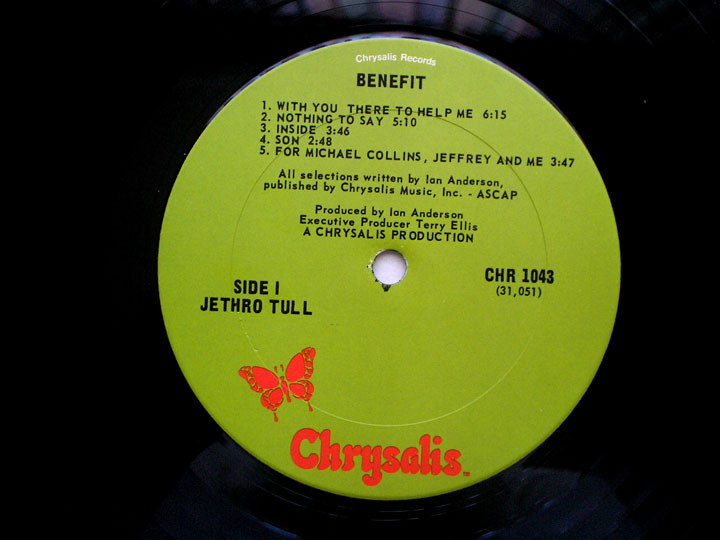 Chrysalis Records
BENEFIT
1. WITH YOU THERE TO HELP ME 6:15
2. NOTHING TO SAY 5:10
3. INSIDE 3:46
4. SON 2:48
5. FOR MICHAEL COLLINS, JEFFREY AND ME 3:47
All selections written by Ian Anderson,
published by Chrysalis Music, Inc. - ASCAP
Produced by Ian Anderson
Executive Producer Terry Ellis
A CHRYSALIS PRODUCTION
CHR 1043
(31,051)
SIDE I
JETHRO TULL
Chrysalis™